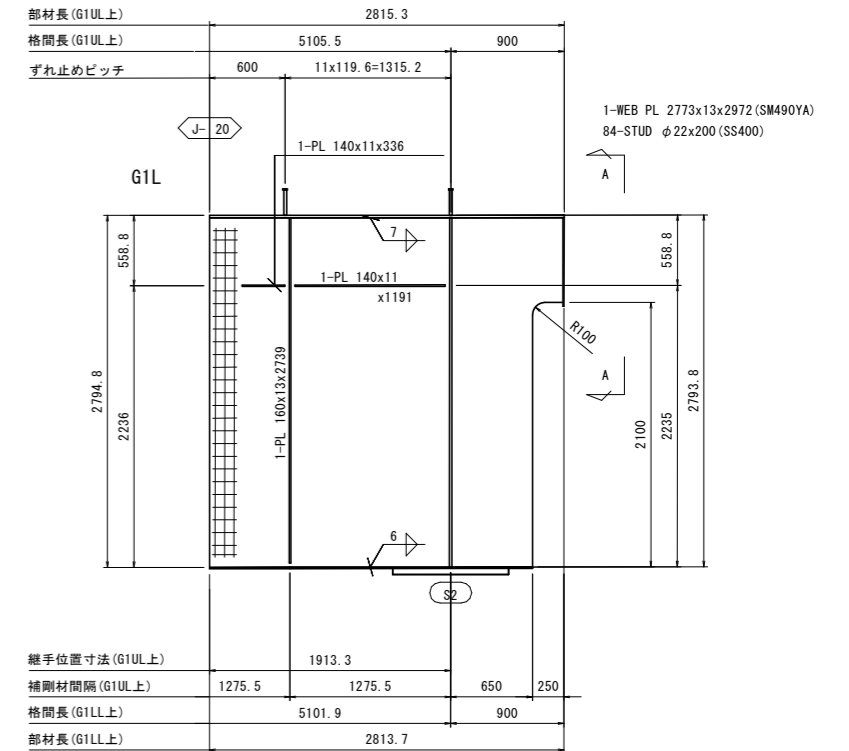 部材長(G1UL上) 2815.3
格間長(G1UL上) 5105.5 900
ずれ止めピッチ 600 11x119.6=1315.2
1-WEB PL 2773x13x2972(SM490YA)
84-STUD φ22x200(SS400)
J- 20
1-PL 140x11x336
A
G1L
7
558.8
558.8
1-PL 140x11
x1191
R100
1-PL 160x13x2739
A
2794.8
2236
2100
2235
2793.8
6
S2
継手位置寸法(G1UL上) 1913.3
補剛材間隔(G1UL上) 1275.5 1275.5 650 250
格間長(G1LL上) 5101.9 900
部材長(G1LL上) 2813.7